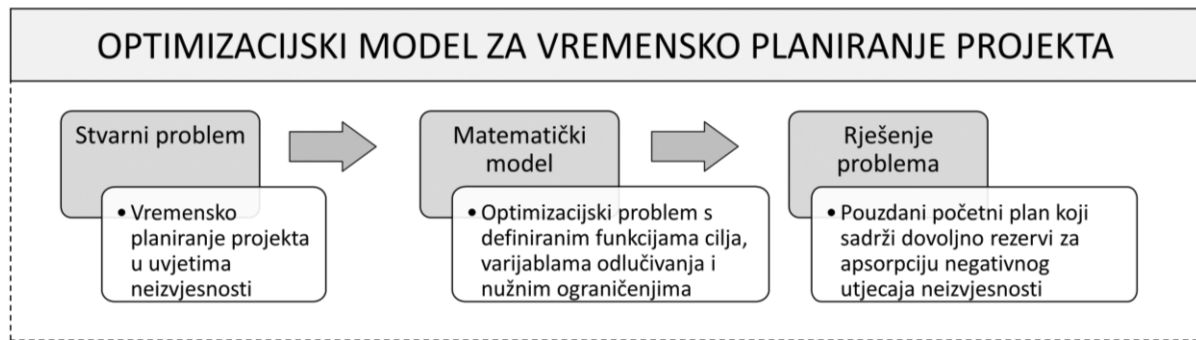 OPTIMIZACIJSKI MODEL ZA VREMENSKO PLANIRANJE PROJEKTA
Stvarni problem
• Vremensko
planiranje projekta
u uvjetima
neizvjesnosti
Matematički
model
• Optimizacijski problem s
definiranim funkcijama cilja,
varijablama odlučivanja i
nužnim ograničenjima
Rješenje
problema
• Pouzdani početni plan koji
sadrži dovoljno rezervi za
apsorpciju negativnog
utjecaja neizvjesnosti